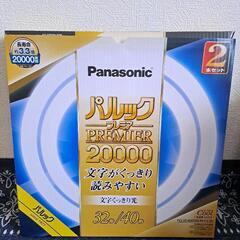 長寿命
約3.3倍
20000時間
Panasonic
2
本セット
パルック
プレミア
PREMIER
20000
文字がくっきり
読みやすい
文字くっきり光
パルック
32形/40形